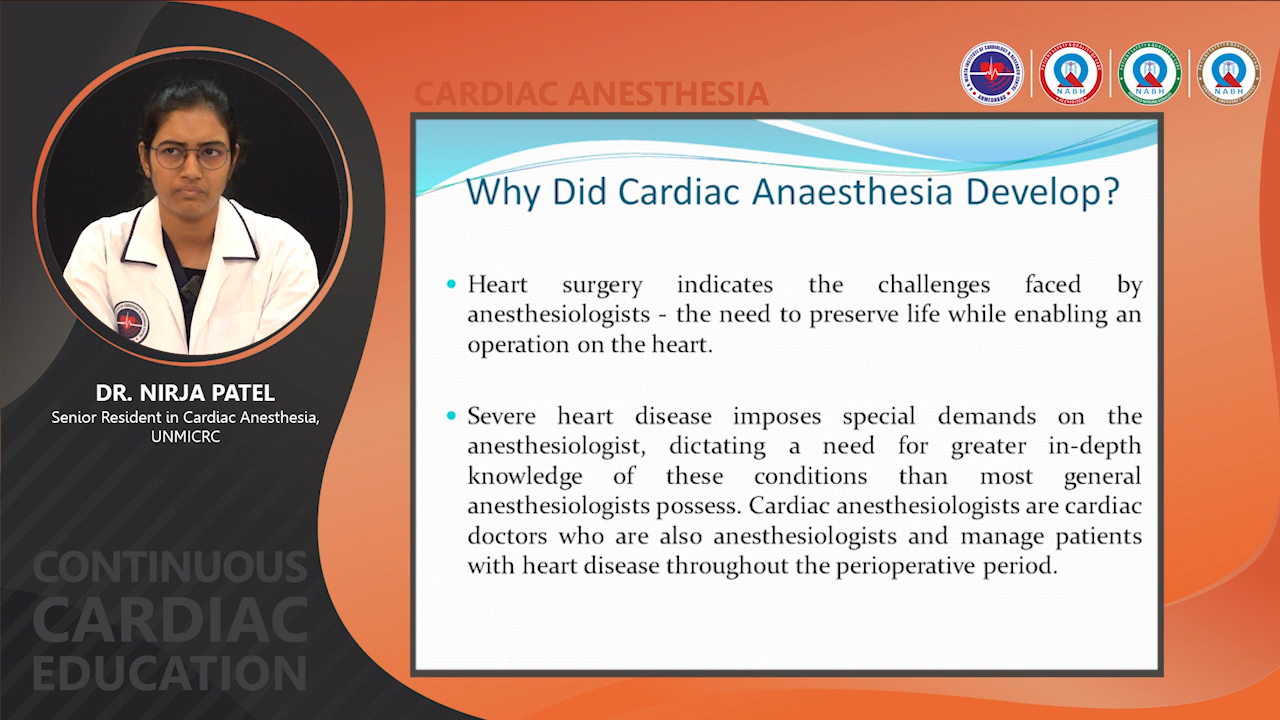 CARDIAC ANESTHESIA
Why Did Cardiac Anaesthesia Develop?
Heart surgery indicates the challenges faced by
anesthesiologists - the need to preserve life while enabling an
operation on the heart.
Severe heart disease imposes special demands on the
anesthesiologist, dictating a need for greater in-depth
knowledge of these conditions than most general
anesthesiologists possess. Cardiac anesthesiologists are cardiac
doctors who are also anesthesiologists and manage patients
with heart disease throughout the perioperative period.
DR. NIRJA PATEL
Senior Resident in Cardiac Anesthesia,
UNMICRC
CONTINUOUS
CARDIAC
EDUCATION
AHMEDABAD
NABH
NABH
NABH